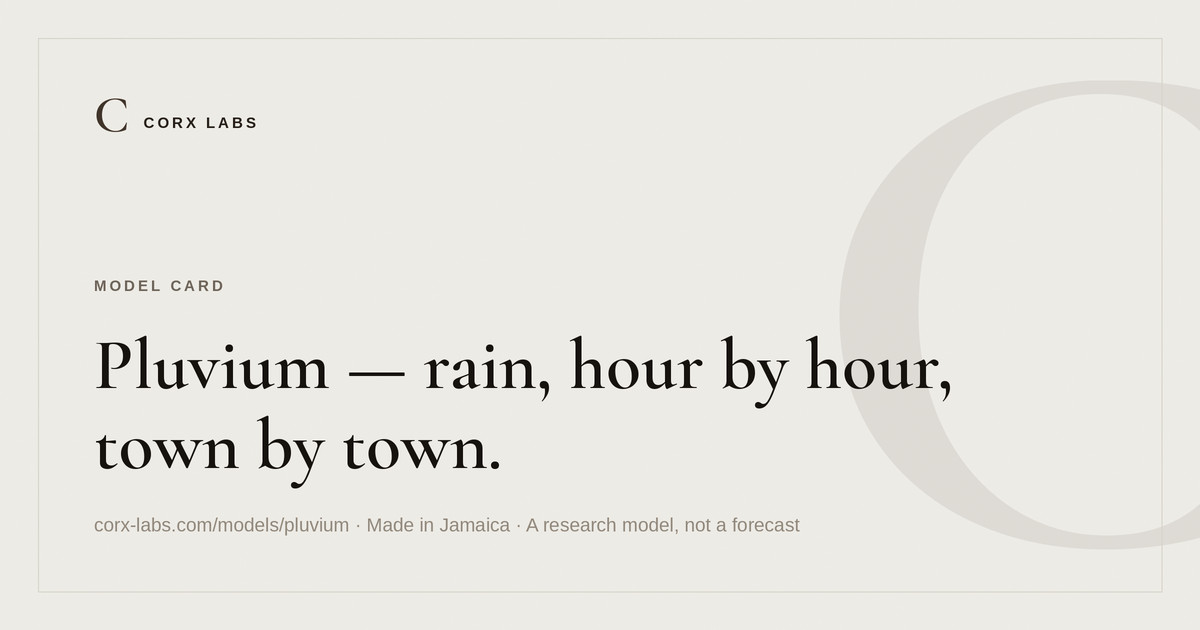 C CORX LABS
MODEL CARD
Pluvium — rain, hour by hour,
town by town.
corx-labs.com/models/pluvium · Made in Jamaica · A research model, not a forecast
C